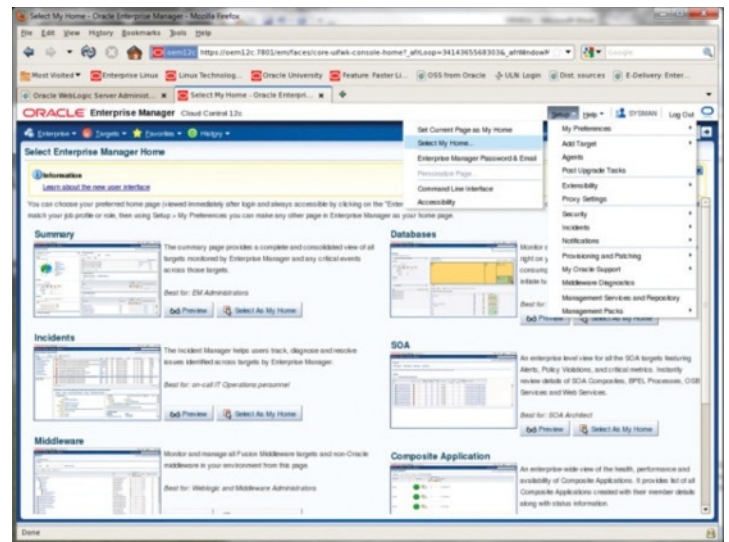 Select My Home - Oracle Enterprise Manager - Mozilla Firefox
File Edit View History Bookmarks Tools Help
oem12c https://oem12c:7801/em/faces/core-uifwk-console-home?_afrLoop=341436556830
Google
Most Visited Enterprise Linux Linux Technolog... Oracle University Feature: Faster Li... OSS from Oracle ULN Login Dist. sources E-Delivery Enter...
Oracle WebLogic Server Administ... Select My Home - Oracle Enterpri...
ORACLE Enterprise Manager Cloud Control 12c
Setup Help SYSMAN Log Out
Enterprise Targets Favorites History
Set Current Page as My Home
Select My Home...
Enterprise Manager Password & Email
Personalize Page...
Command Line Interface
Accessibility
My Preferences
Add Target
Agents
Post Upgrade Tasks
Extensibility
Proxy Settings
Security
Incidents
Notifications
Provisioning and Patching
My Oracle Support
Middleware Diagnostics
Management Services and Repository
Management Packs
Select Enterprise Manager Home
Information
Learn about the new user interface
You can choose your preferred home page (viewed immediately after login and always accessible by clicking on the "Enter
match your job profile or role, then using Setup > My Preferences you can make any other page in Enterprise Manager as your home page.
Summary
The summary page provides a complete and consolidated view of all
targets monitored by Enterprise Manager and any critical events
across those targets.
Best for: EM Administrators
Preview Select As My Home
Databases
Monitor
right on y
consuming
initiate tu
Best for:
Preview Select As My Home
Incidents
The Incident Manager helps users track, diagnose and resolve
issues identified across targets by Enterprise Manager.
Best for: on-call IT Operations personnel
Preview Select As My Home
SOA
An enterprise level view for all the SOA targets featuring
Alerts, Policy Violations, and critical metrics. Instantly
review details of SOA Composites, BPEL Processes, OSB
Services and Web Services.
Best for: SOA Architect
Preview Select As My Home
Middleware
Monitor and manage all Fusion Middleware targets and non-Oracle
middleware in your environment from this page.
Best for: Weblogic and Middleware Administrators
Composite Application
An enterprise-wide view of the health, performance and
availability of Composite Applications. It provides list of all
Composite Applications created with their member details
along with status information.
Done